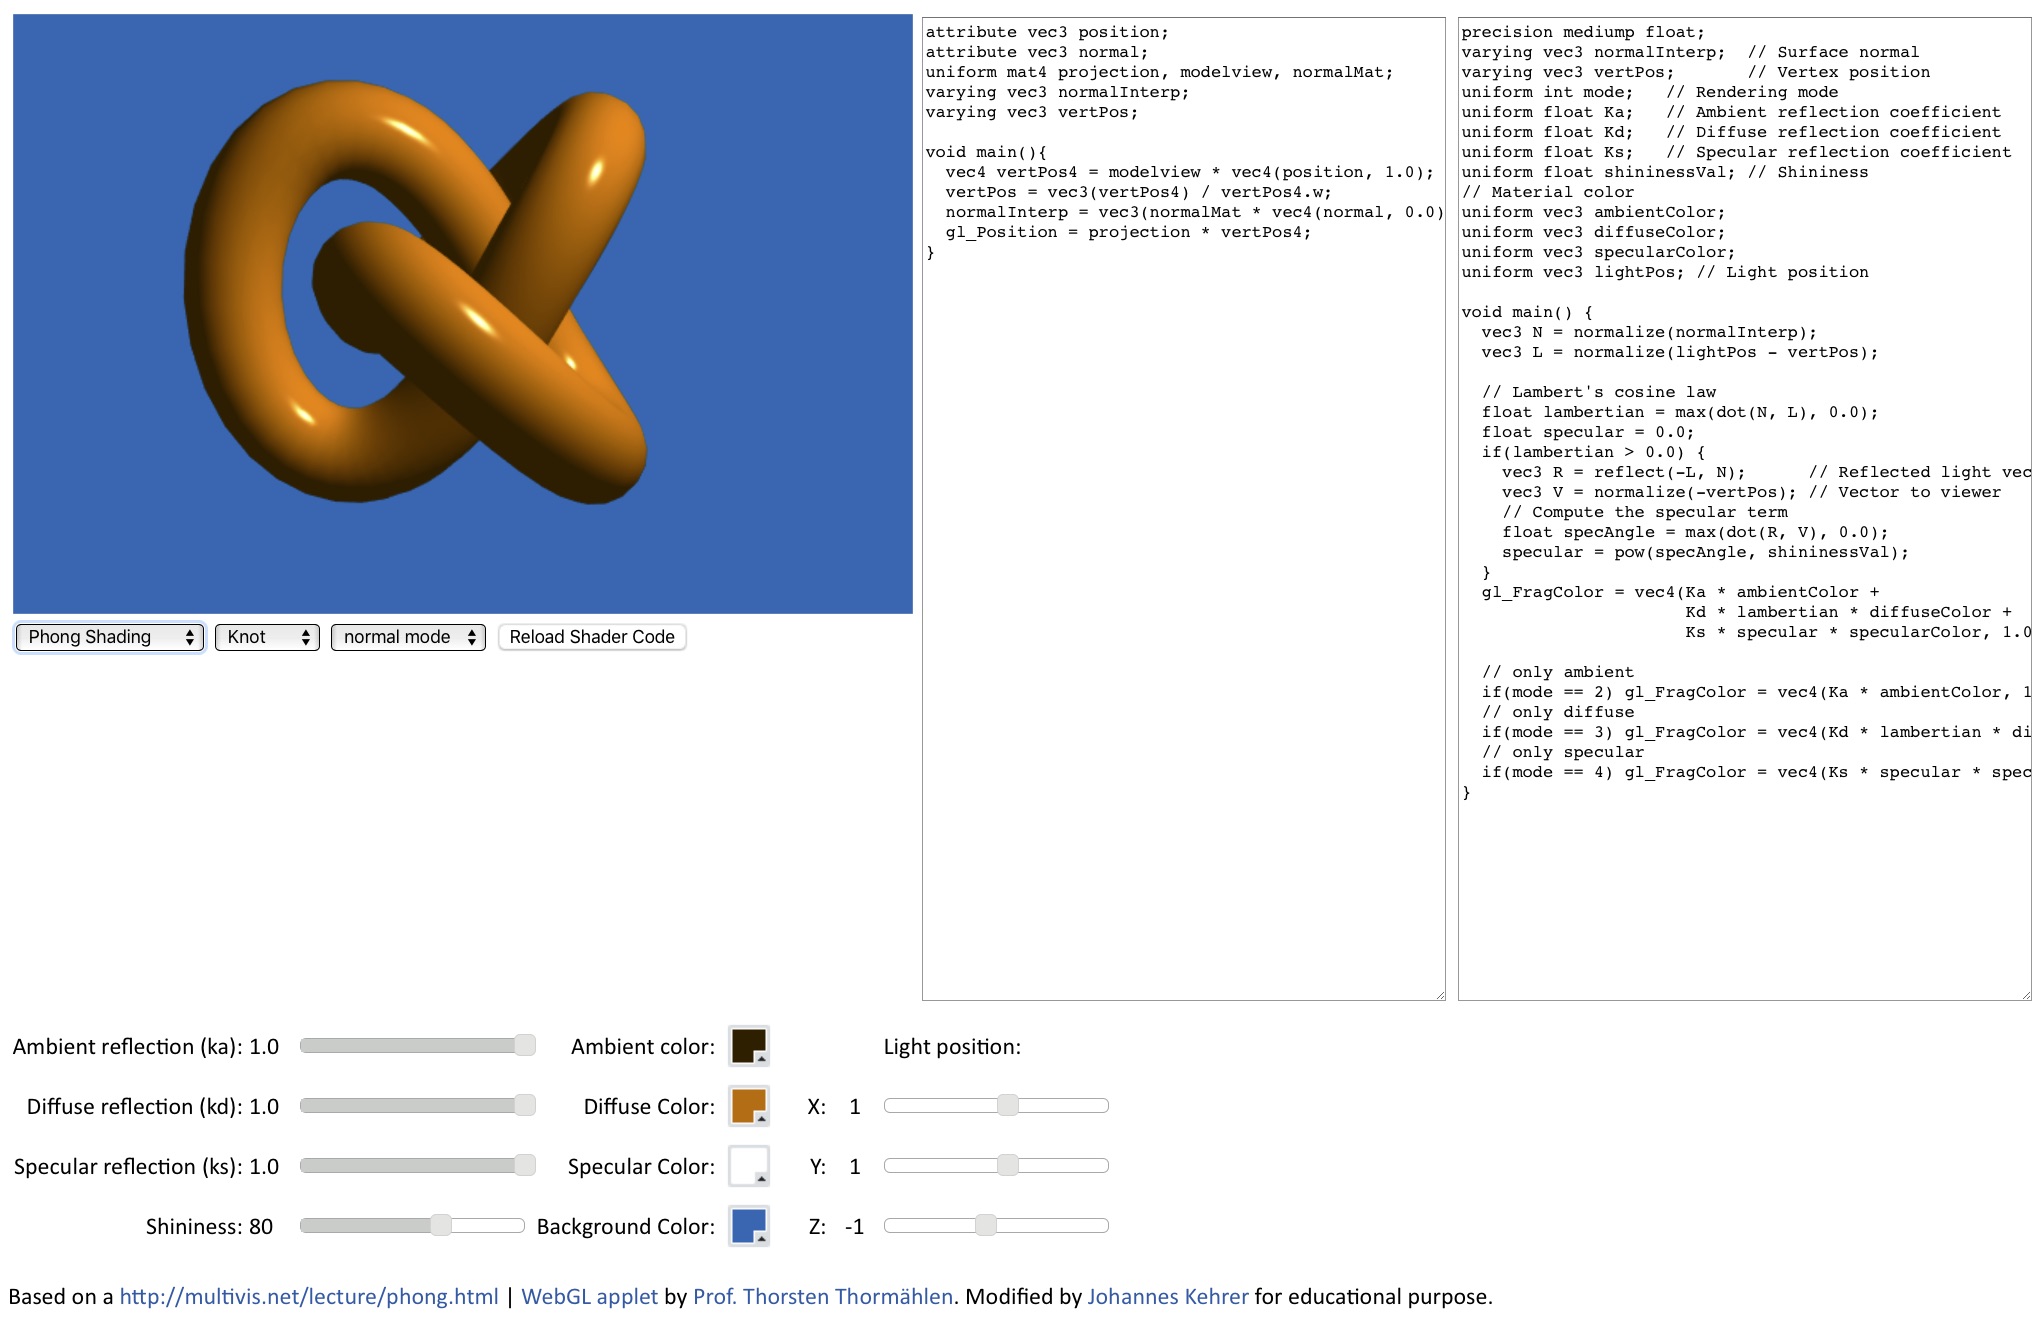 attribute vec3 position;
attribute vec3 normal;
uniform mat4 projection, modelview, normalMat;
varying vec3 normalInterp;
varying vec3 vertPos;

void main(){
  vec4 vertPos4 = modelview * vec4(position, 1.0);
  vertPos = vec3(vertPos4) / vertPos4.w;
  normalInterp = vec3(normalMat * vec4(normal, 0.0)
  gl_Position = projection * vertPos4;
}
precision mediump float;
varying vec3 normalInterp;  // Surface normal
varying vec3 vertPos;       // Vertex position
uniform int mode;   // Rendering mode
uniform float Ka;   // Ambient reflection coefficient
uniform float Kd;   // Diffuse reflection coefficient
uniform float Ks;   // Specular reflection coefficient
uniform float shininessVal; // Shininess
// Material color
uniform vec3 ambientColor;
uniform vec3 diffuseColor;
uniform vec3 specularColor;
uniform vec3 lightPos; // Light position

void main() {
  vec3 N = normalize(normalInterp);
  vec3 L = normalize(lightPos - vertPos);

  // Lambert's cosine law
  float lambertian = max(dot(N, L), 0.0);
  float specular = 0.0;
  if(lambertian > 0.0) {
    vec3 R = reflect(-L, N);      // Reflected light vec
    vec3 V = normalize(-vertPos); // Vector to viewer
    // Compute the specular term
    float specAngle = max(dot(R, V), 0.0);
    specular = pow(specAngle, shininessVal);
  }
  gl_FragColor = vec4(Ka * ambientColor +
                      Kd * lambertian * diffuseColor +
                      Ks * specular * specularColor, 1.0

  // only ambient
  if(mode == 2) gl_FragColor = vec4(Ka * ambientColor, 1
  // only diffuse
  if(mode == 3) gl_FragColor = vec4(Kd * lambertian * di
  // only specular
  if(mode == 4) gl_FragColor = vec4(Ks * specular * spec
}
Phong Shading Knot normal mode Reload Shader Code
Ambient reflection (ka): 1.0 Ambient color: Light position:
Diffuse reflection (kd): 1.0 Diffuse Color: X: 1
Specular reflection (ks): 1.0 Specular Color: Y: 1
Shininess: 80 Background Color: Z: -1
Based on a http://multivis.net/lecture/phong.html | WebGL applet by Prof. Thorsten Thormählen. Modified by Johannes Kehrer for educational purpose.